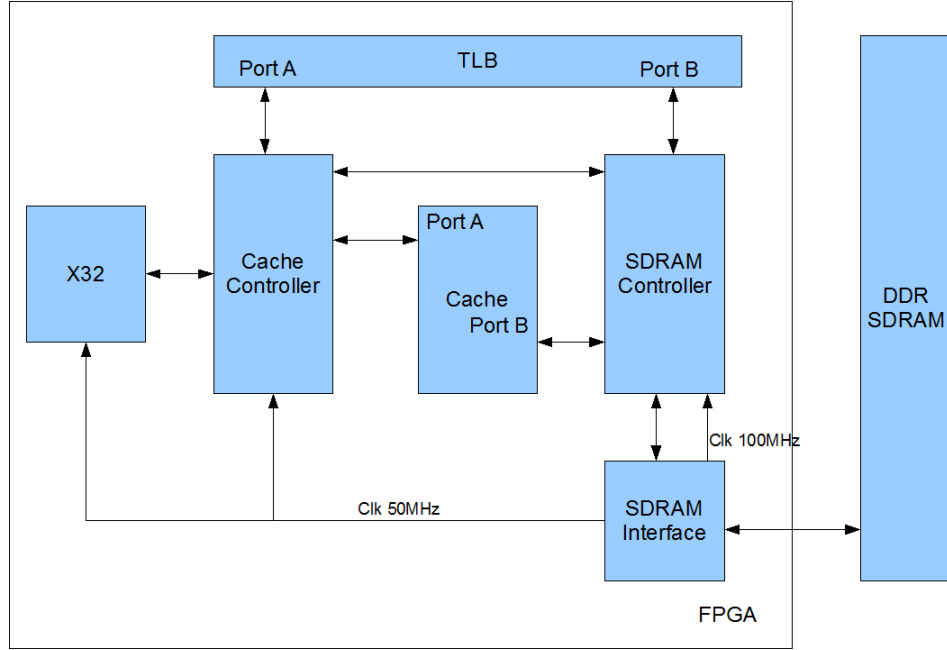 TLB
Port A
Port B
X32
Cache
Controller
Port A
Cache
Port B
SDRAM
Controller
DDR
SDRAM
Clk 100MHz
Clk 50MHz
SDRAM
Interface
FPGA